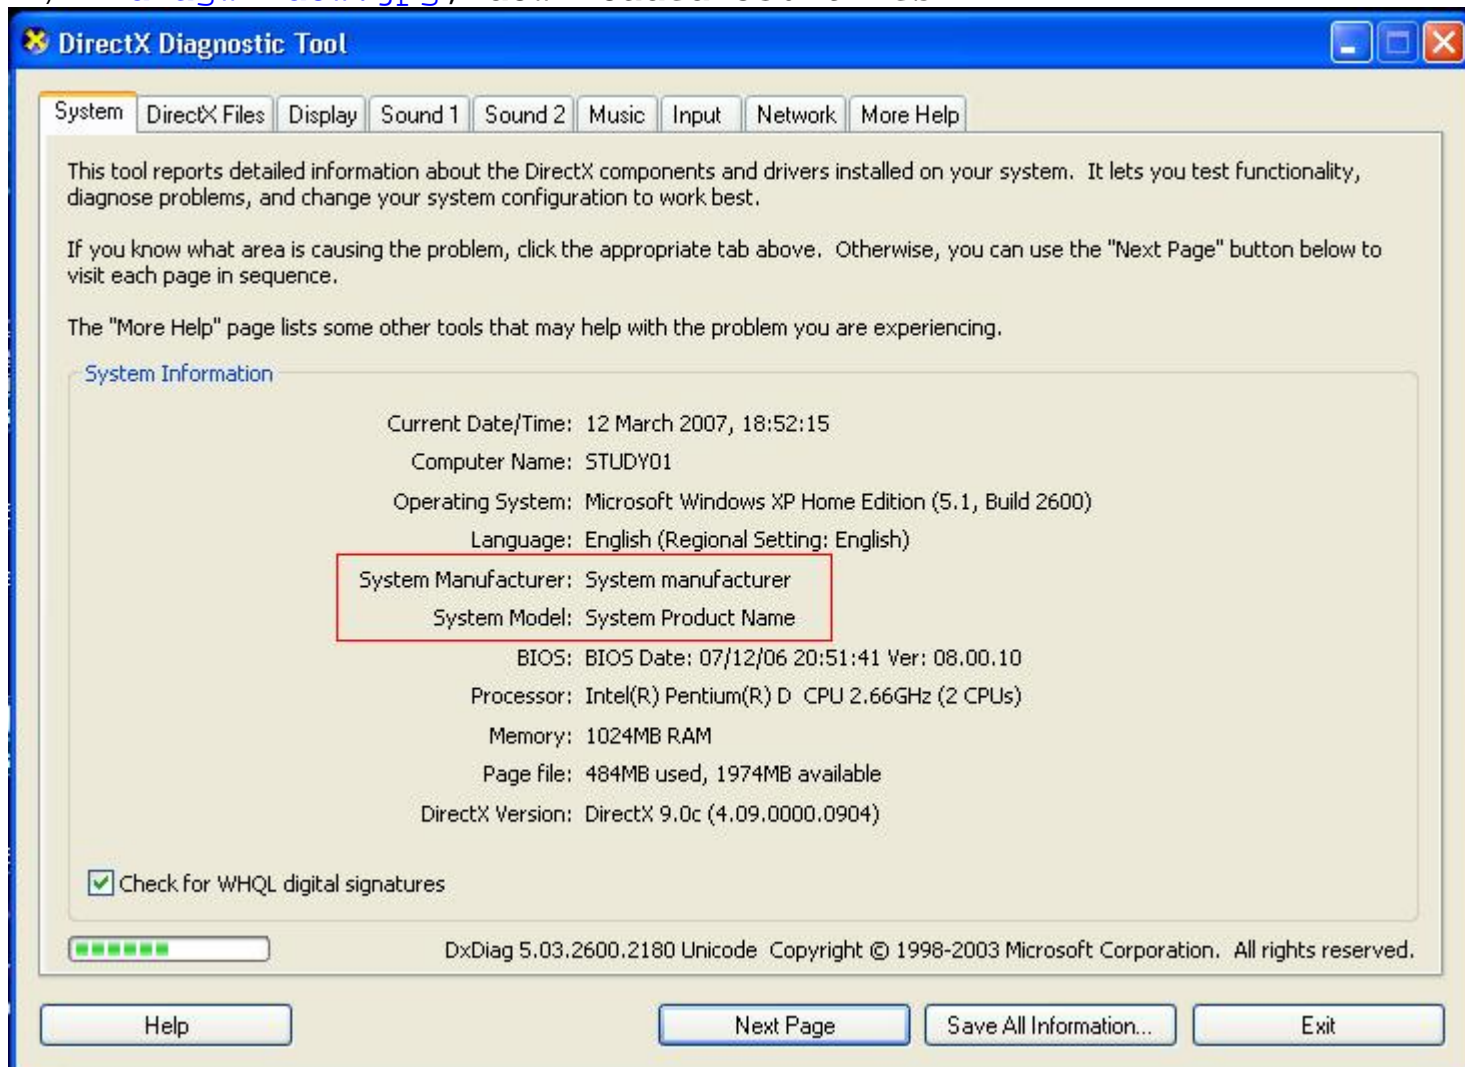 DirectX Diagnostic Tool
System DirectX Files Display Sound 1 Sound 2 Music Input Network More Help
This tool reports detailed information about the DirectX components and drivers installed on your system. It lets you test functionality,
diagnose problems, and change your system configuration to work best.
If you know what area is causing the problem, click the appropriate tab above. Otherwise, you can use the "Next Page" button below to
visit each page in sequence.
The "More Help" page lists some other tools that may help with the problem you are experiencing.
System Information
Current Date/Time: 12 March 2007, 18:52:15
Computer Name: STUDY01
Operating System: Microsoft Windows XP Home Edition (5.1, Build 2600)
Language: English (Regional Setting: English)
System Manufacturer: System manufacturer
System Model: System Product Name
BIOS: BIOS Date: 07/12/06 20:51:41 Ver: 08.00.10
Processor: Intel(R) Pentium(R) D CPU 2.66GHz (2 CPUs)
Memory: 1024MB RAM
Page file: 484MB used, 1974MB available
DirectX Version: DirectX 9.0c (4.09.0000.0904)
Check for WHQL digital signatures
DxDiag 5.03.2600.2180 Unicode Copyright © 1998-2003 Microsoft Corporation. All rights reserved.
Help Next Page Save All Information... Exit